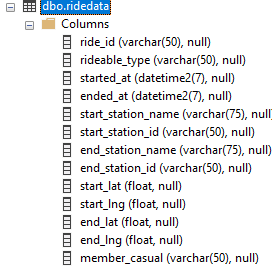 dbo.ridedata
Columns
ride_id (varchar(50), null)
rideable_type (varchar(50), null)
started_at (datetime2(7), null)
ended_at (datetime2(7), null)
start_station_name (varchar(75), null)
start_station_id (varchar(50), null)
end_station_name (varchar(75), null)
end_station_id (varchar(50), null)
start_lat (float, null)
start_lng (float, null)
end_lat (float, null)
end_lng (float, null)
member_casual (varchar(50), null)